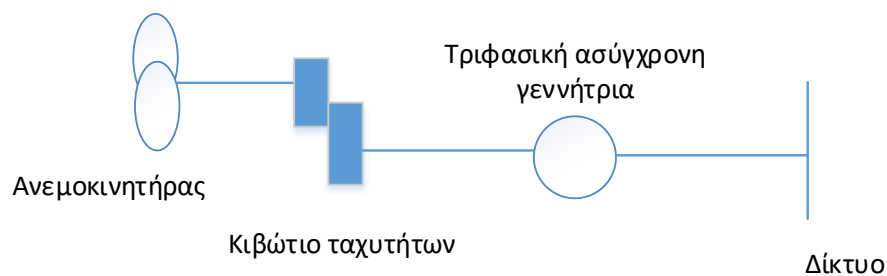 Τριφασική ασύγχρονη
γεννήτρια
Ανεμοκινητήρας
Κιβώτιο ταχυτήτων
Δίκτυο